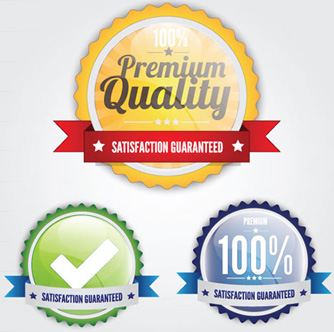 100%
Premium
Quality
SATISFACTION GUARANTEED
SATISFACTION GUARANTEED
PREMIUM
100%
SATISFACTION GUARANTEED